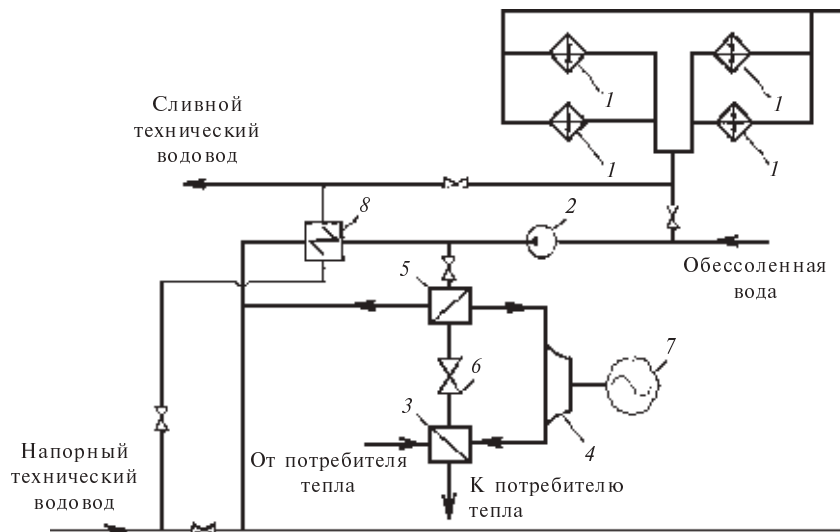 1
1
1
1
Сливной
технический
водовод
8
2
Обессоленная
вода
5
6
7
3
4
От потребителя
тепла
К потребителю
тепла
Напорный
технический
водовод